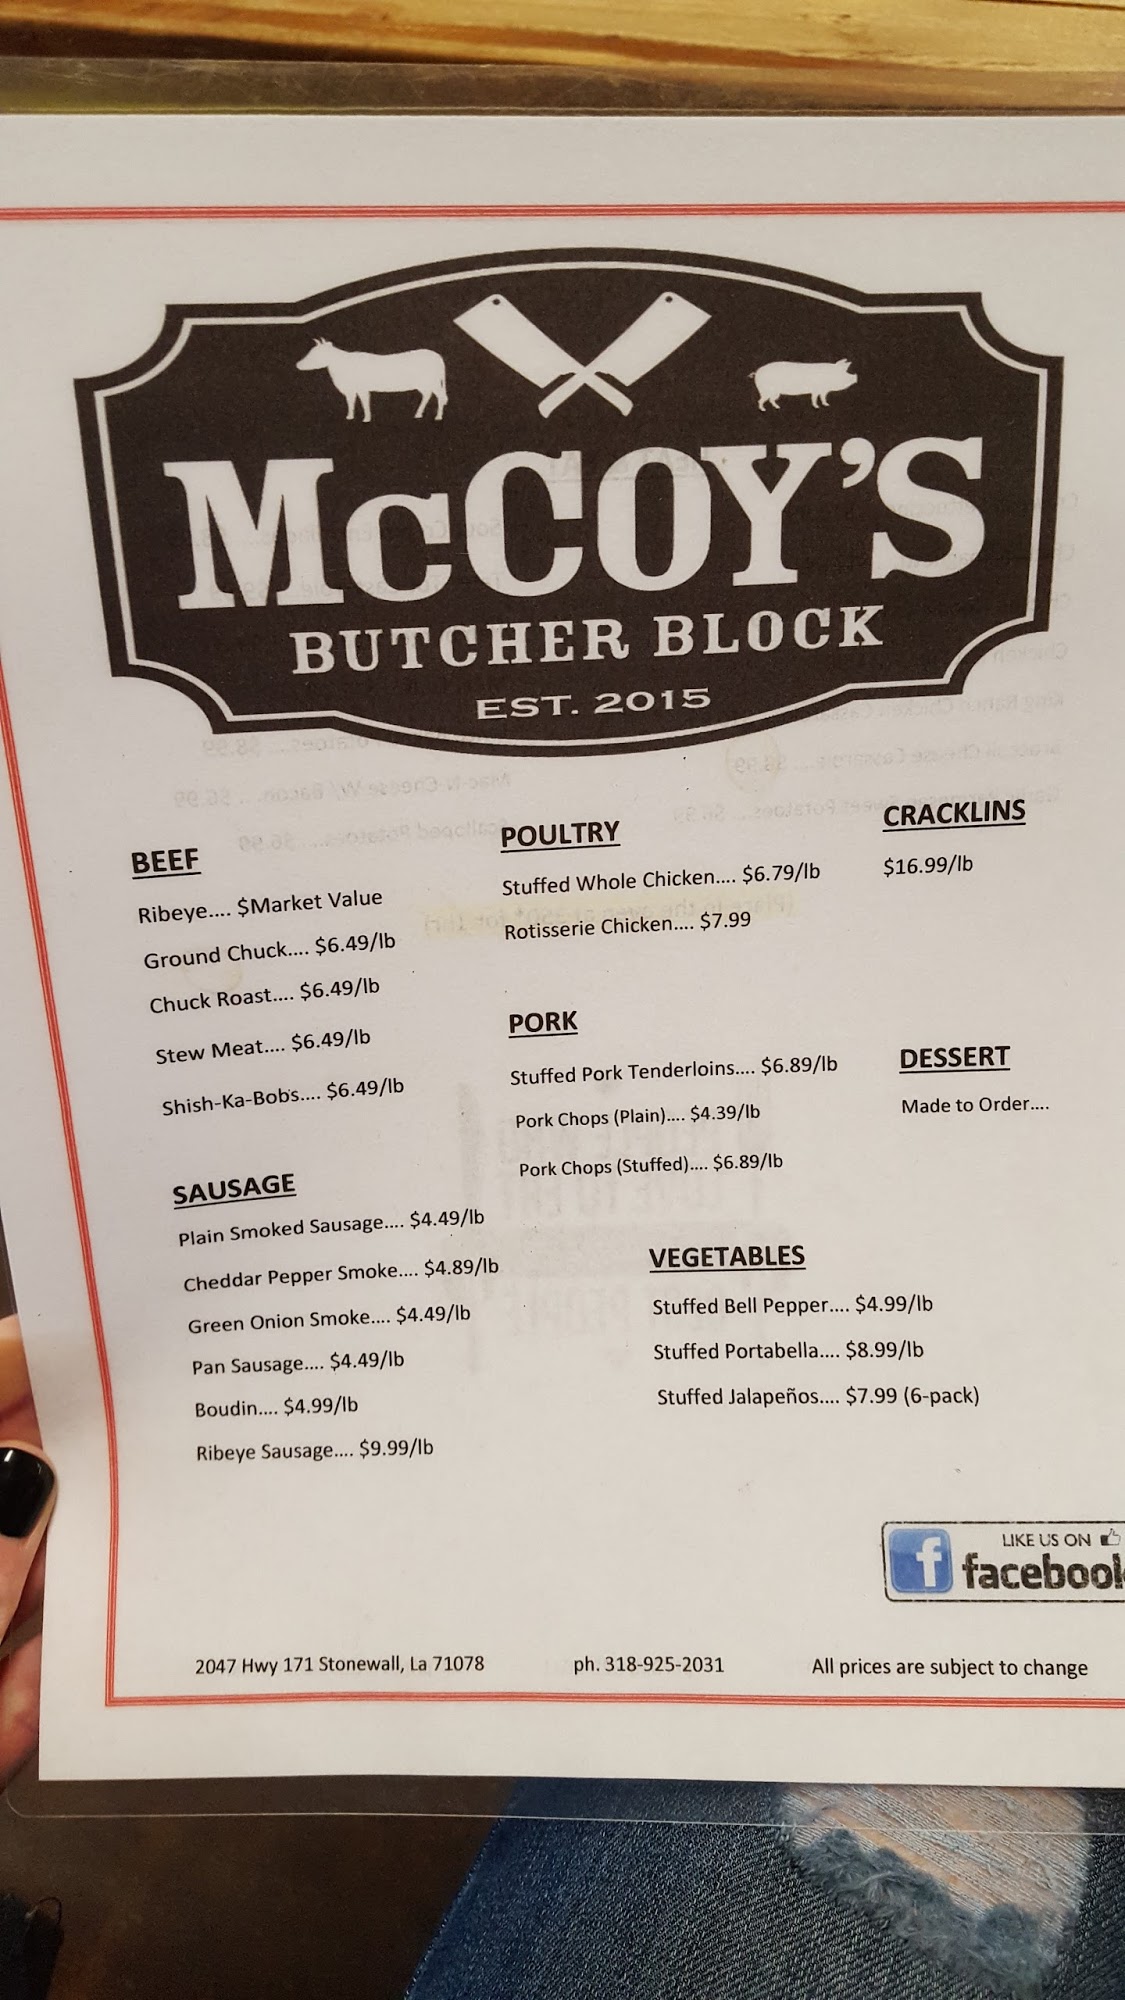 McCOY'S
BUTCHER BLOCK
EST. 2015
BEEF
Ribeye.... $Market Value
Ground Chuck.... $6.49/lb
Chuck Roast.... $6.49/lb
Stew Meat.... $6.49/lb
Shish-Ka-Bob's.... $6.49/lb
SAUSAGE
Plain Smoked Sausage.... $4.49/lb
Cheddar Pepper Smoke.... $4.89/lb
Green Onion Smoke.... $4.49/lb
Pan Sausage.... $4.49/lb
Boudin.... $4.99/lb
Ribeye Sausage.... $9.99/lb
POULTRY
Stuffed Whole Chicken.... $6.79/lb
Rotisserie Chicken.... $7.99
PORK
Stuffed Pork Tenderloins.... $6.89/lb
Pork Chops (Plain).... $4.39/lb
Pork Chops (Stuffed).... $6.89/lb
VEGETABLES
Stuffed Bell Pepper.... $4.99/lb
Stuffed Portabella.... $8.99/lb
Stuffed Jalapeños.... $7.99 (6-pack)
CRACKLINS
$16.99/lb
DESSERT
Made to Order....
LIKE US ON
f facebook
2047 Hwy 171 Stonewall, La 71078 ph. 318-925-2031 All prices are subject to change